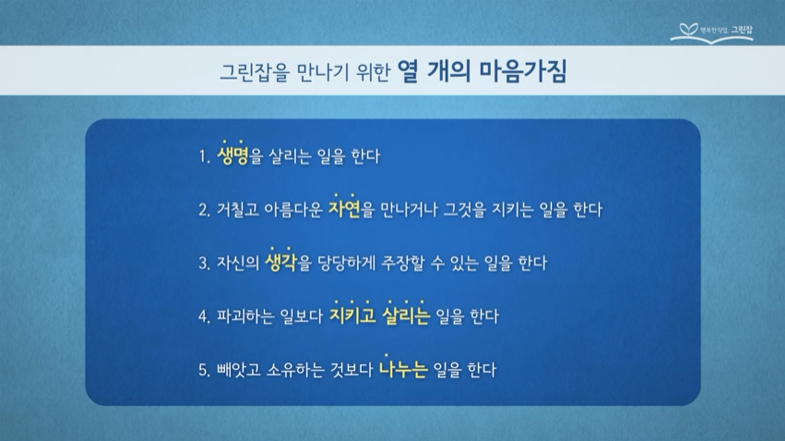 행복한직업, 그린잡
그린잡을 만나기 위한 열 개의 마음가짐
1. 생명을 살리는 일을 한다
2. 거칠고 아름다운 자연을 만나거나 그것을 지키는 일을 한다
3. 자신의 생각을 당당하게 주장할 수 있는 일을 한다
4. 파괴하는 일보다 지키고 살리는 일을 한다
5. 빼앗고 소유하는 것보다 나누는 일을 한다